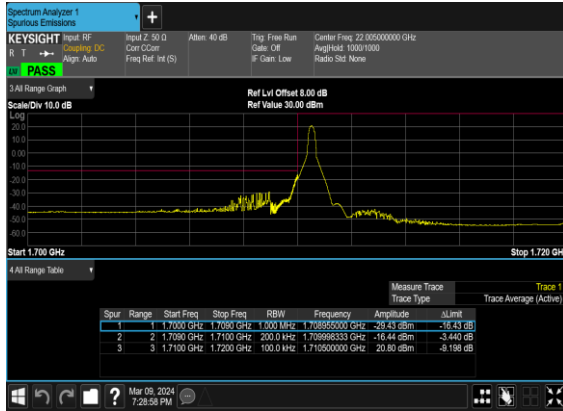 Spectrum Analyzer 1
Spurious Emissions
KEYSIGHT
R T
LXI
PASS
Input: RF
Coupling: DC
Align: Auto
Input Z: 50 Ω
Corr CCorr
Freq Ref: Int (S)
Atten: 40 dB
Trig: Free Run
Gate: Off
IF Gain: Low
Center Freq: 22.005000000 GHz
Avg|Hold: 1000/1000
Radio Std: None
3 All Range Graph
Scale/Div 10.0 dB
Ref Lvl Offset 8.00 dB
Ref Value 30.00 dBm
Log
20.0
10.0
0.00
-10.0
-20.0
-30.0
-40.0
-50.0
-60.0
Start 1.700 GHz
Stop 1.720 GH
4 All Range Table
Measure Trace Trace 1
Trace Type Trace Average (Active)
Spur Range Start Freq Stop Freq RBW Frequency Amplitude ΔLimit
1 1 1.7000 GHz 1.7090 GHz 1.000 MHz 1.708955000 GHz -29.43 dBm -16.43 dB
2 2 1.7090 GHz 1.7100 GHz 200.0 kHz 1.709998333 GHz -16.44 dBm -3.440 dB
3 3 1.7100 GHz 1.7200 GHz 100.0 kHz 1.710500000 GHz 20.80 dBm -9.198 dB
?
Mar 09, 2024
7:28:58 PM